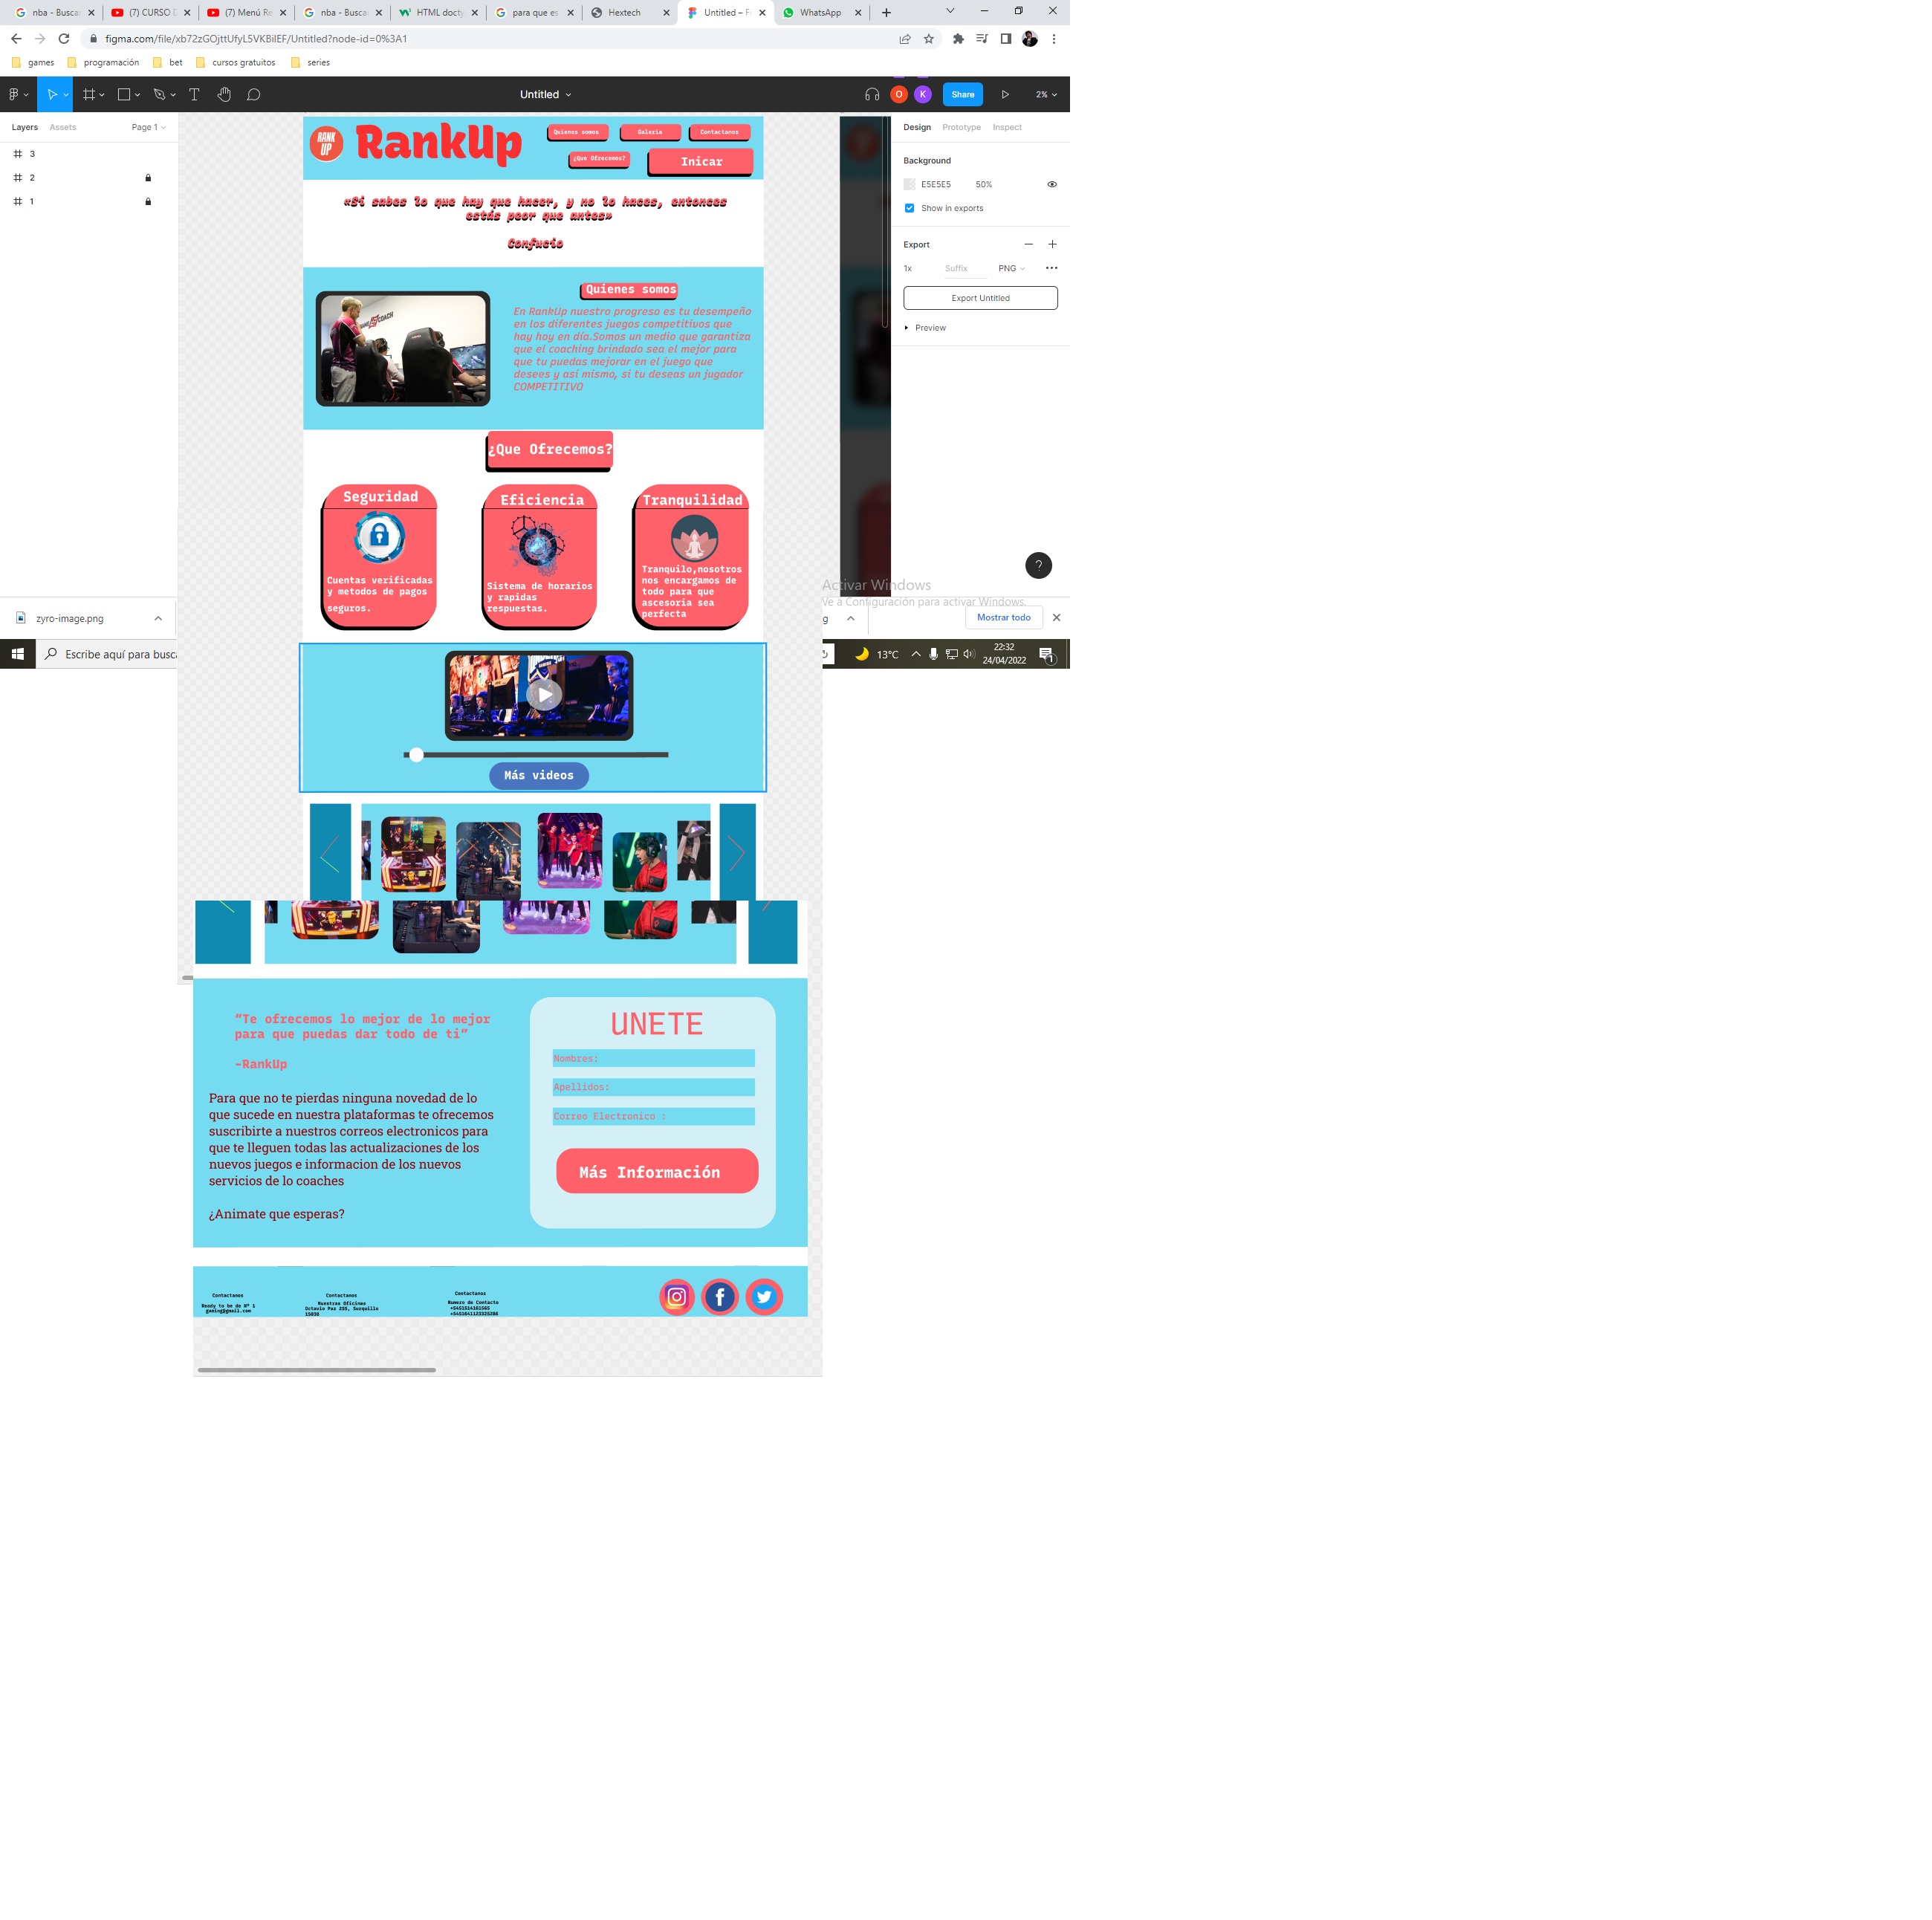 nba - Busca
(7) CURSO D
(7) Menú Re
nba - Busca
HTML docty
para que es
Hextech
Untitled – Fi
WhatsApp
figma.com/file/xb72zGOjttUfyL5VKBilEF/Untitled?node-id=0%3A1
games
programación
bet
cursos gratuitos
series
Untitled
O
K
Share
2%
Layers
Assets
Page 1
3
2
1
Design
Prototype
Inspect
Background
E5E5E5
50%
Show in exports
Export
1x
Suffix
PNG
Export Untitled
Preview
RANK
UP
RankUp
Quienes somos
Galeria
Contactanos
¿Que Ofrecemos?
Inicar
«Si sabes lo que hay que hacer, y no lo haces, entonces
estás peor que antes»
Confucio
Quienes somos
En RankUp nuestro progreso es tu desempeño
en los diferentes juegos competitivos que
hay hoy en día.Somos un medio que garantiza
que el coaching brindado sea el mejor para
que tu puedas mejorar en el juego que
desees y así mismo, si tu deseas un jugador
COMPETITIVO
¿Que Ofrecemos?
Seguridad
Cuentas verificadas
y metodos de pagos
seguros.
Eficiencia
Sistema de horarios
y rapidas
respuestas.
Tranquilidad
Tranquilo,nosotros
nos encargamos de
todo para que
ascesoria sea
perfecta
Activar Windows
Ve a Configuración para activar Windows.
zyro-image.png
g
Mostrar todo
Escribe aquí para busca
13°C
22:32
24/04/2022
1
Más videos
“Te ofrecemos lo mejor de lo mejor
para que puedas dar todo de ti”
-RankUp
Para que no te pierdas ninguna novedad de lo
que sucede en nuestra plataformas te ofrecemos
suscribirte a nuestros correos electronicos para
que te lleguen todas las actualizaciones de los
nuevos juegos e informacion de los nuevos
servicios de lo coaches
¿Animate que esperas?
UNETE
Nombres:
Apellidos:
Correo Electronico :
Más Información
Contactanos
Ready to be de Nº 1
gaming@gmail.com
Contactanos
Nuestras Oficinas
Octavio Paz 255, Surquillo
15038
Contactanos
Numero de Contacto
+5451514161565
+5451641123325286